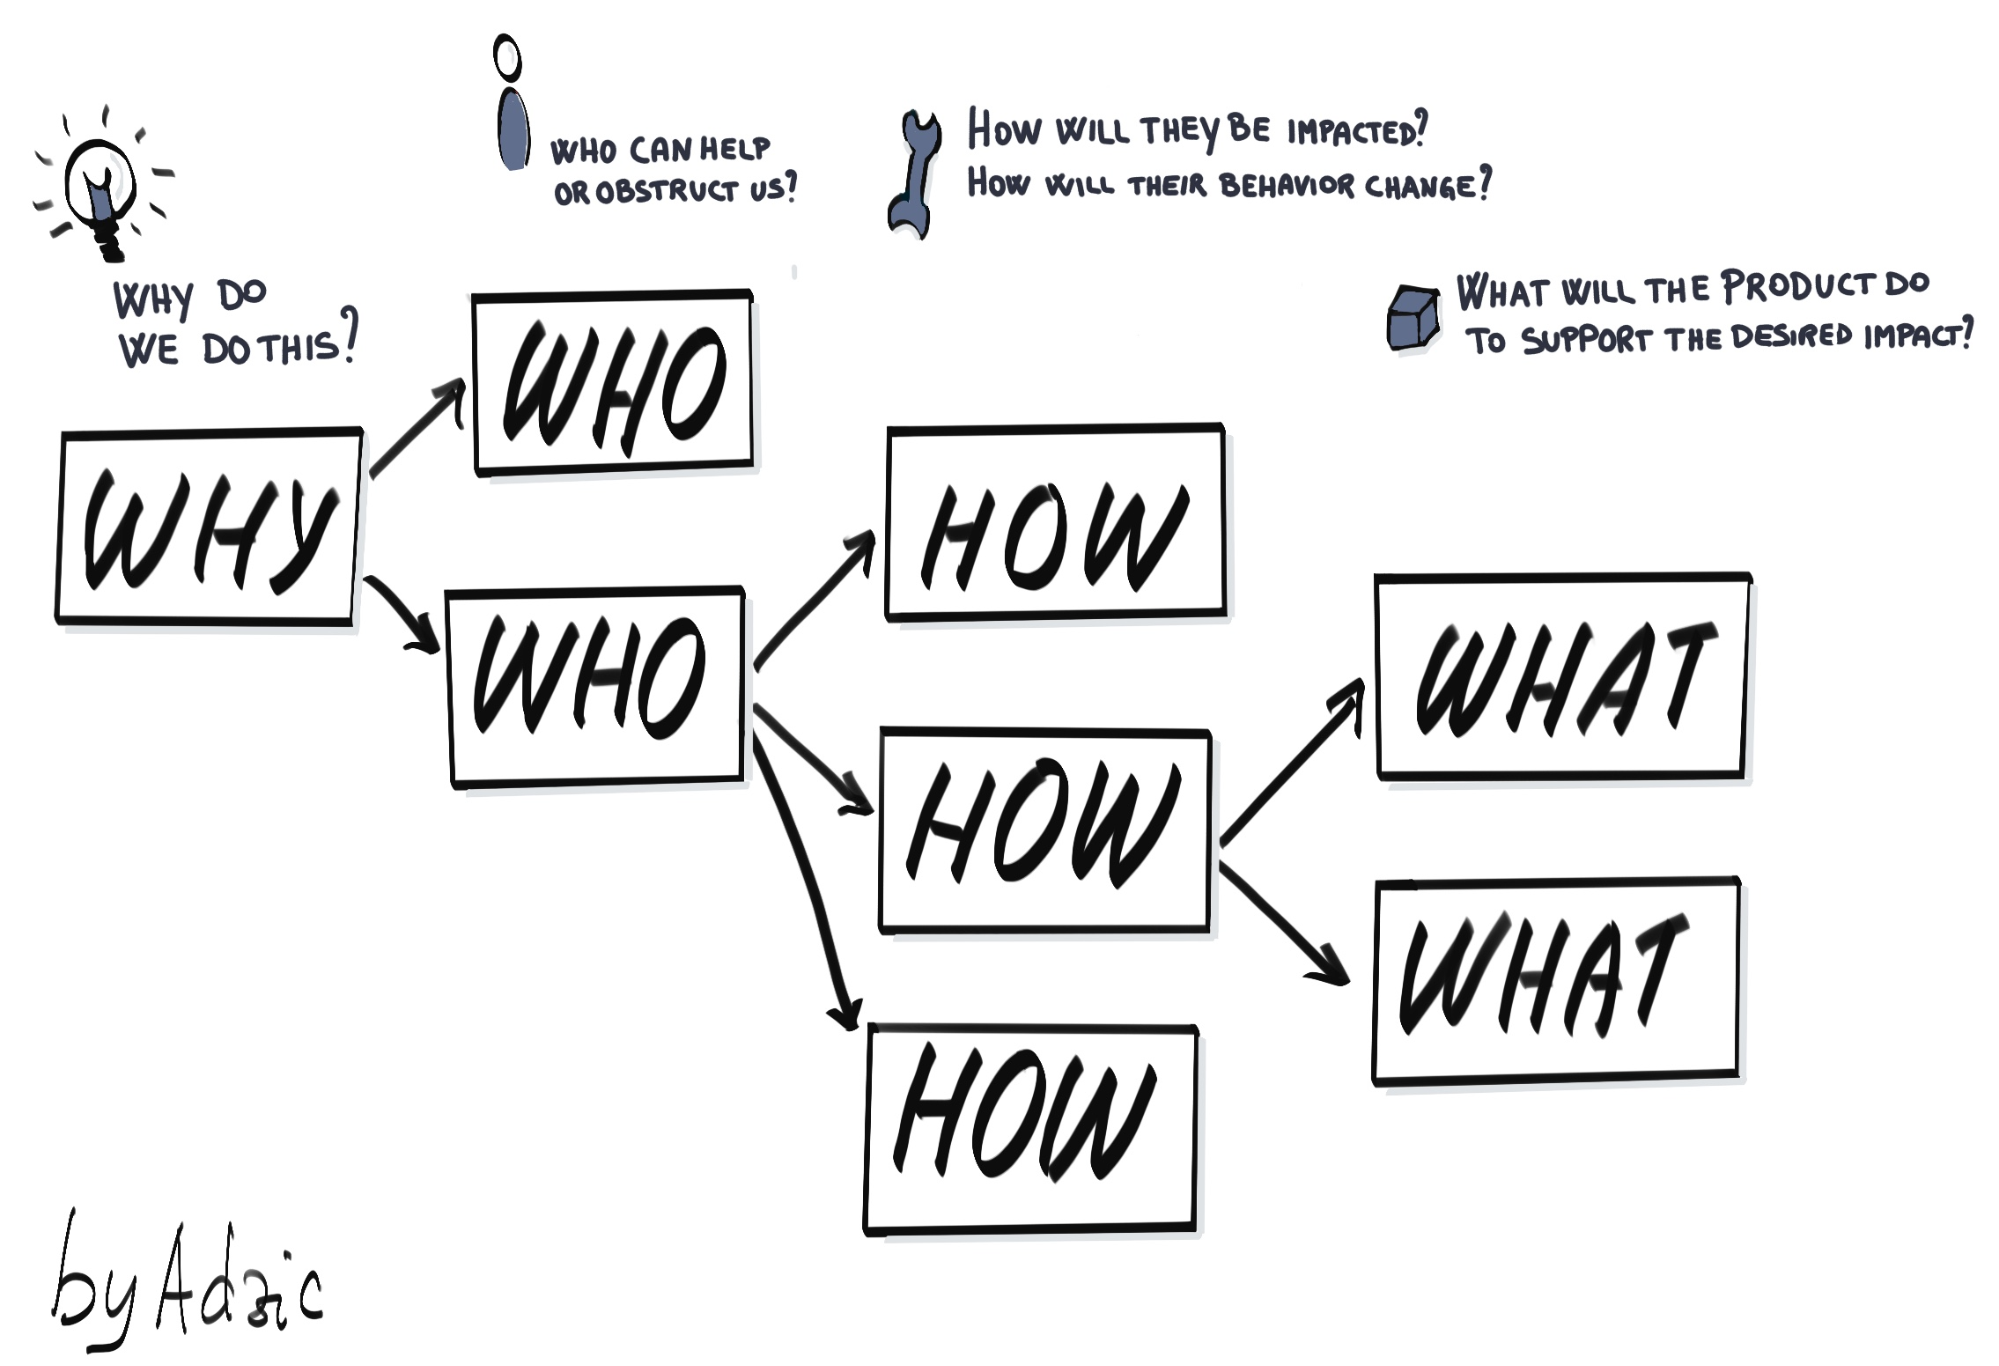 WHY DO
WE DO THIS?
WHO CAN HELP
OR OBSTRUCT US?
HOW WILL THEY BE IMPACTED?
HOW WILL THEIR BEHAVIOR CHANGE?
WHAT WILL THE PRODUCT DO
TO SUPPORT THE DESIRED IMPACT?
WHY
WHO
WHO
HOW
HOW
HOW
WHAT
WHAT
by Adzic